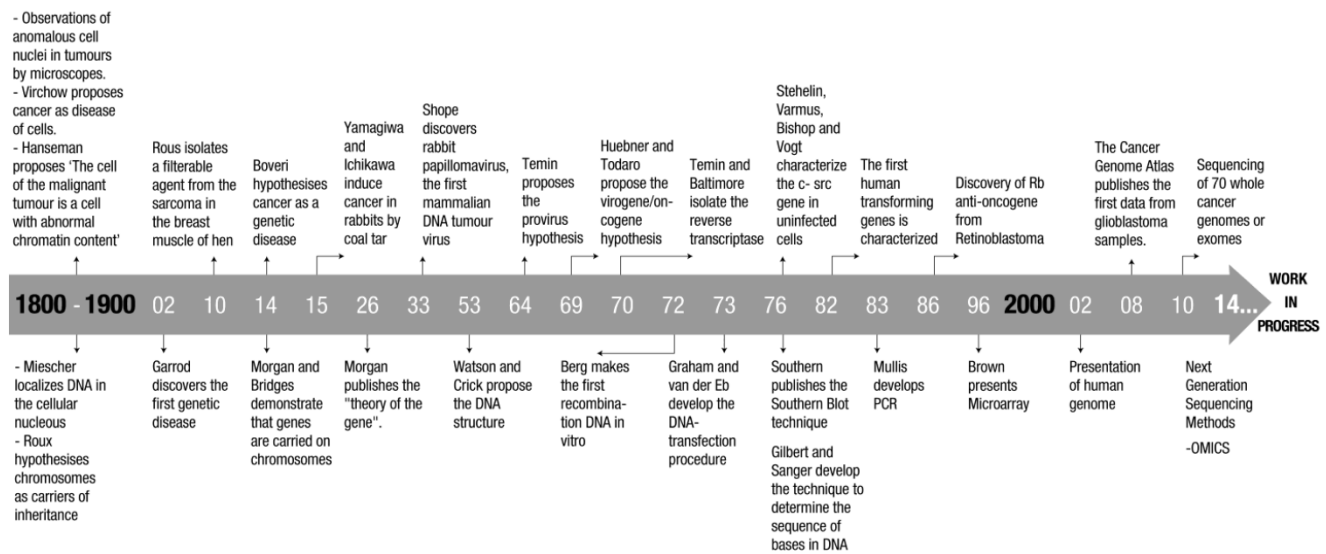 - Observations of
anomalous cell
nuclei in tumours
by microscopes.
- Virchow proposes
cancer as disease
of cells.
- Hanseman
proposes ‘The cell
of the malignant
tumour is a cell
with abnormal
chromatin content’
Rous isolates
a filterable
agent from the
sarcoma in
the breast
muscle of hen
Boveri
hypothesises
cancer as a
genetic
disease
Yamagiwa
and
Ichikawa
induce
cancer in
rabbits by
coal tar
Shope
discovers
rabbit
papillomavirus,
the first
mammalian
DNA tumour
virus
Temin
proposes
the
provirus
hypothesis
Huebner and
Todaro
propose the
virogene/on-
cogene
hypothesis
Temin and
Baltimore
isolate the
reverse
transcriptase
Stehelin,
Varmus,
Bishop and
Vogt
characterize
the c- src
gene in
uninfected
cells
The first
human
transforming
genes is
characterized
Discovery of Rb
anti-oncogene
from
Retinoblastoma
The Cancer
Genome Atlas
publishes the
first data from
glioblastoma
samples.
Sequencing
of 70 whole
cancer
genomes or
exomes
1800 - 1900 02 10 14 15 26 33 53 64 69 70 72 73 76 82 83 86 96 2000 02 08 10 14...
WORK
IN
PROGRESS
- Miescher
localizes DNA in
the cellular
nucleous
- Roux
hypothesises
chromosomes
as carriers of
inheritance
Garrod
discovers the
first genetic
disease
Morgan and
Bridges
demonstrate
that genes
are carried on
chromosomes
Morgan
publishes the
"theory of the
gene".
Watson and
Crick propose
the DNA
structure
Berg makes
the first
recombina-
tion DNA in
vitro
Graham and
van der Eb
develop the
DNA-
transfection
procedure
Southern
publishes the
Southern Blot
technique
Gilbert and
Sanger develop
the technique to
determine the
sequence of
bases in DNA
Mullis
develops
PCR
Brown
presents
Microarray
Presentation
of human
genome
Next
Generation
Sequencing
Methods
-OMICS